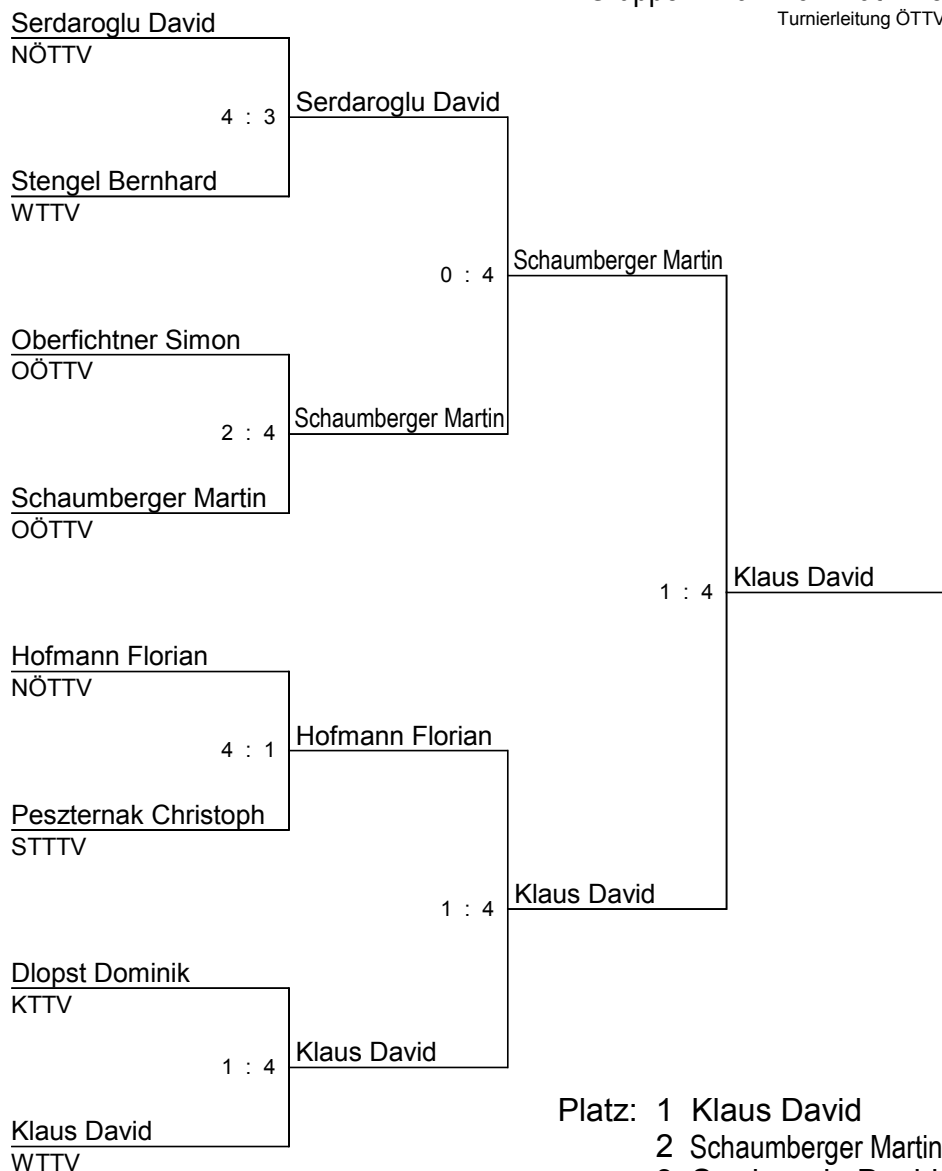 Turnierleitung ÖTTV
Serdaroglu David
NÖTTV
4 : 3
Serdaroglu David
Stengel Bernhard
WTTV
0 : 4
Schaumberger Martin
Oberfichtner Simon
OÖTTV
2 : 4
Schaumberger Martin
Schaumberger Martin
OÖTTV
1 : 4
Klaus David
Hofmann Florian
NÖTTV
4 : 1
Hofmann Florian
Peszternak Christoph
STTTV
1 : 4
Klaus David
Dlopst Dominik
KTTV
1 : 4
Klaus David
Klaus David
WTTV
Platz: 1 Klaus David
2 Schaumberger Martin